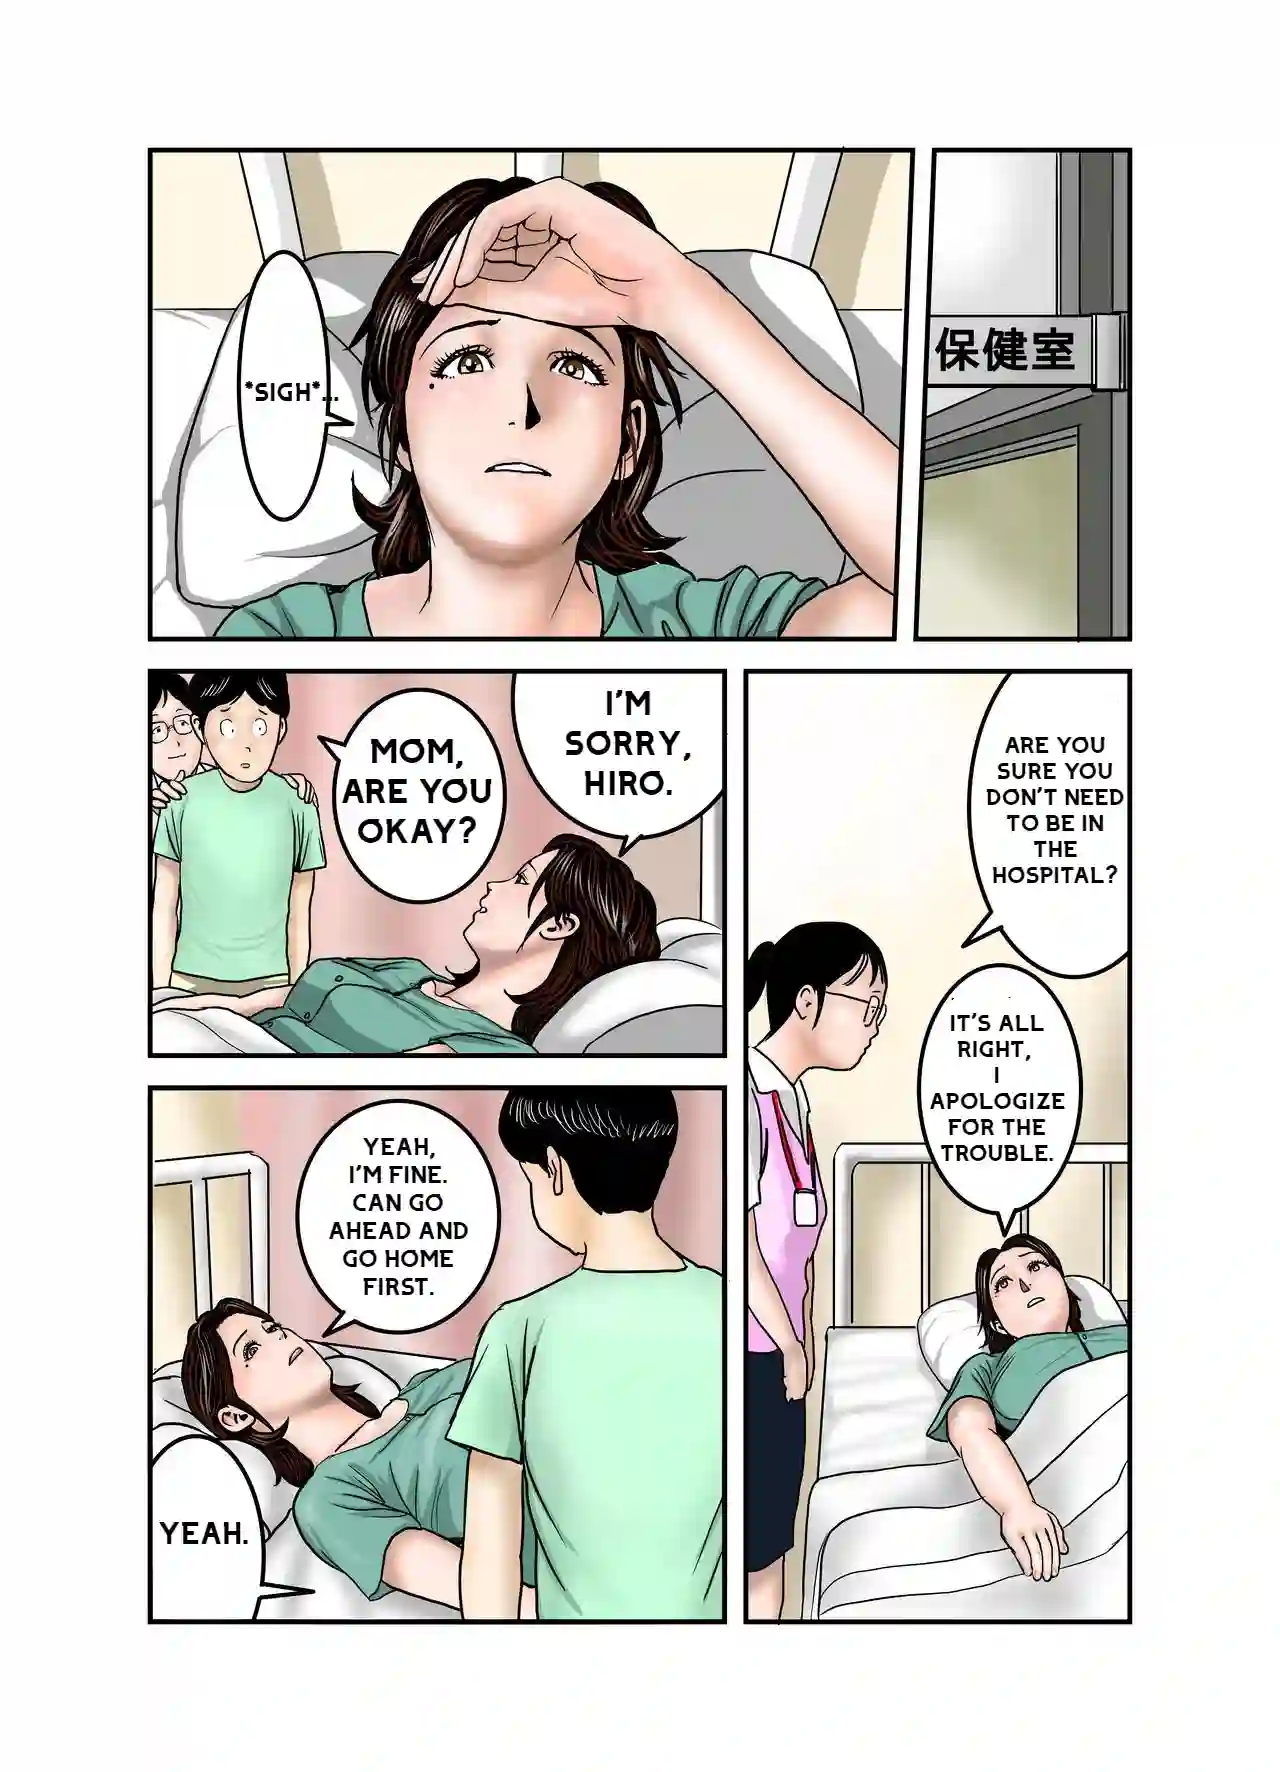 保健室
*SIGH*...
ARE YOU
SURE YOU
DON'T NEED
TO BE IN
THE
HOSPITAL?
IT'S ALL
RIGHT,
I
APOLOGIZE
FOR THE
TROUBLE.
I'M
SORRY,
HIRO.
MOM,
ARE YOU
OKAY?
YEAH,
I'M FINE.
CAN GO
AHEAD AND
GO HOME
FIRST.
YEAH.